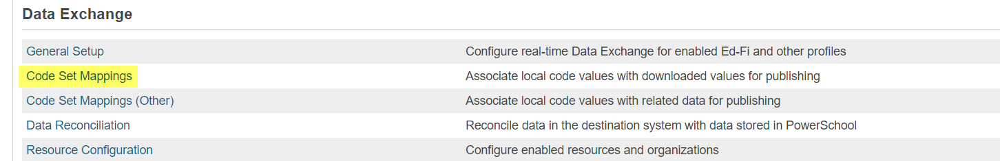 Data Exchange
General Setup Configure real-time Data Exchange for enabled Ed-Fi and other profiles
Code Set Mappings Associate local code values with downloaded values for publishing
Code Set Mappings (Other) Associate local code values with related data for publishing
Data Reconciliation Reconcile data in the destination system with data stored in PowerSchool
Resource Configuration Configure enabled resources and organizations